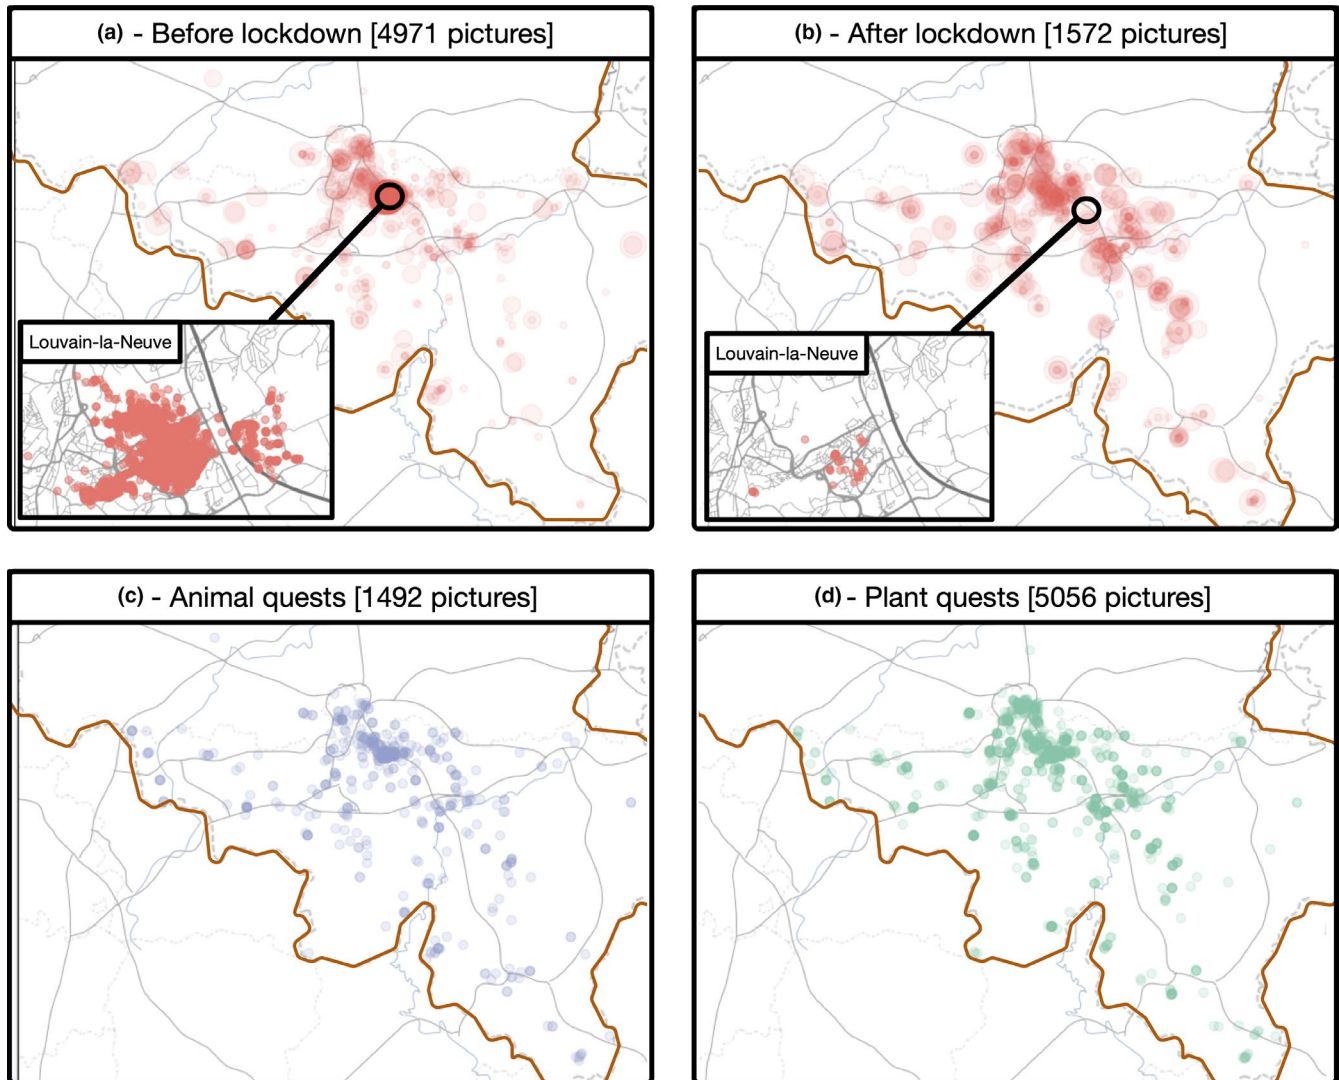 (a) - Before lockdown [4971 pictures]
(b) - After lockdown [1572 pictures]
Louvain-la-Neuve
Louvain-la-Neuve
(c) - Animal quests [1492 pictures]
(d) - Plant quests [5056 pictures]